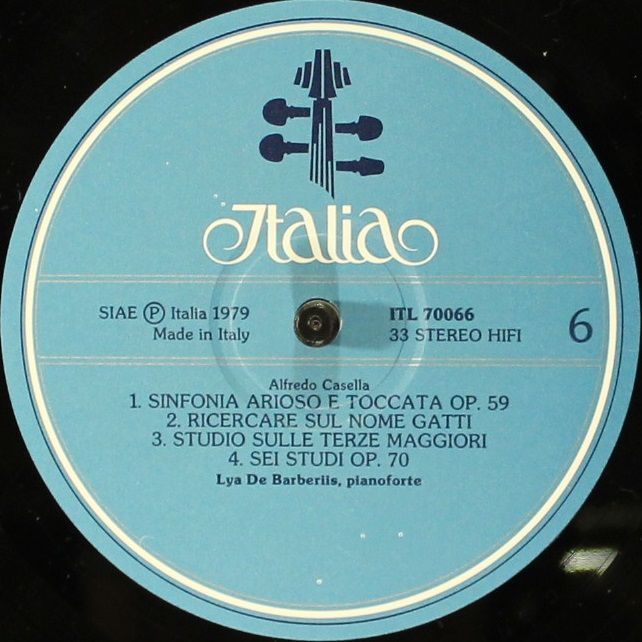 Italia
SIAE Ⓟ Italia 1979
Made in Italy
ITL 70066
33 STEREO HIFI
6
Alfredo Casella
1. SINFONIA ARIOSO E TOCCATA OP. 59
2. RICERCARE SUL NOME GATTI
3. STUDIO SULLE TERZE MAGGIORI
4. SEI STUDI OP. 70
Lya De Barberiis, pianoforte